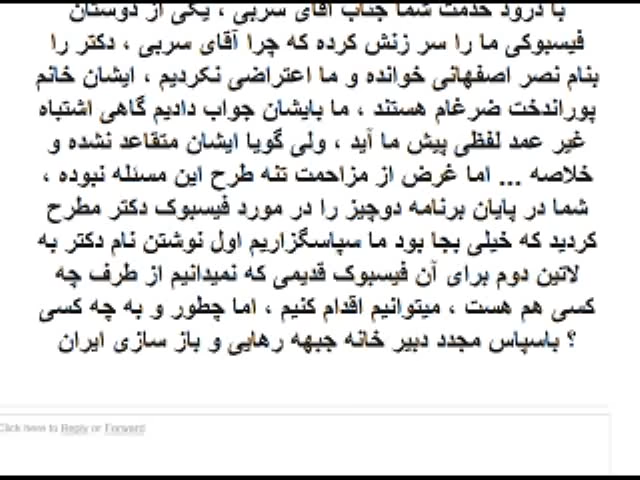 با درود خدمت شما جناب آقای سربی ، یکی از دوستان
فیسبوکی ما را سر زنش کرده که چرا آقای سربی ، دکتر را
بنام نصر اصفهانی خوانده و ما اعتراضی نکردیم ، ایشان خانم
پوراندخت ضرغام هستند ، ما بایشان جواب دادیم گاهی اشتباه
غیر عمد لفظی پیش ما آید ، ولی گویا ایشان متقاعد نشده و
خلاصه ... اما غرض از مزاحمت تنه طرح این مسئله نبوده ،
شما در پایان برنامه دوچیز را در مورد فیسبوک دکتر مطرح
کردید که خیلی بجا بود ما سپاسگزاریم اول نوشتن نام دکتر به
لاتین دوم برای آن فیسبوک قدیمی که نمیدانیم از طرف چه
کسی هم هست ، میتوانیم اقدام کنیم ، اما چطور و به چه کسی
؟ باسپاس مجدد دبیر خانه جبهه رهایی و باز سازی ایران
Click here to Reply or Forward